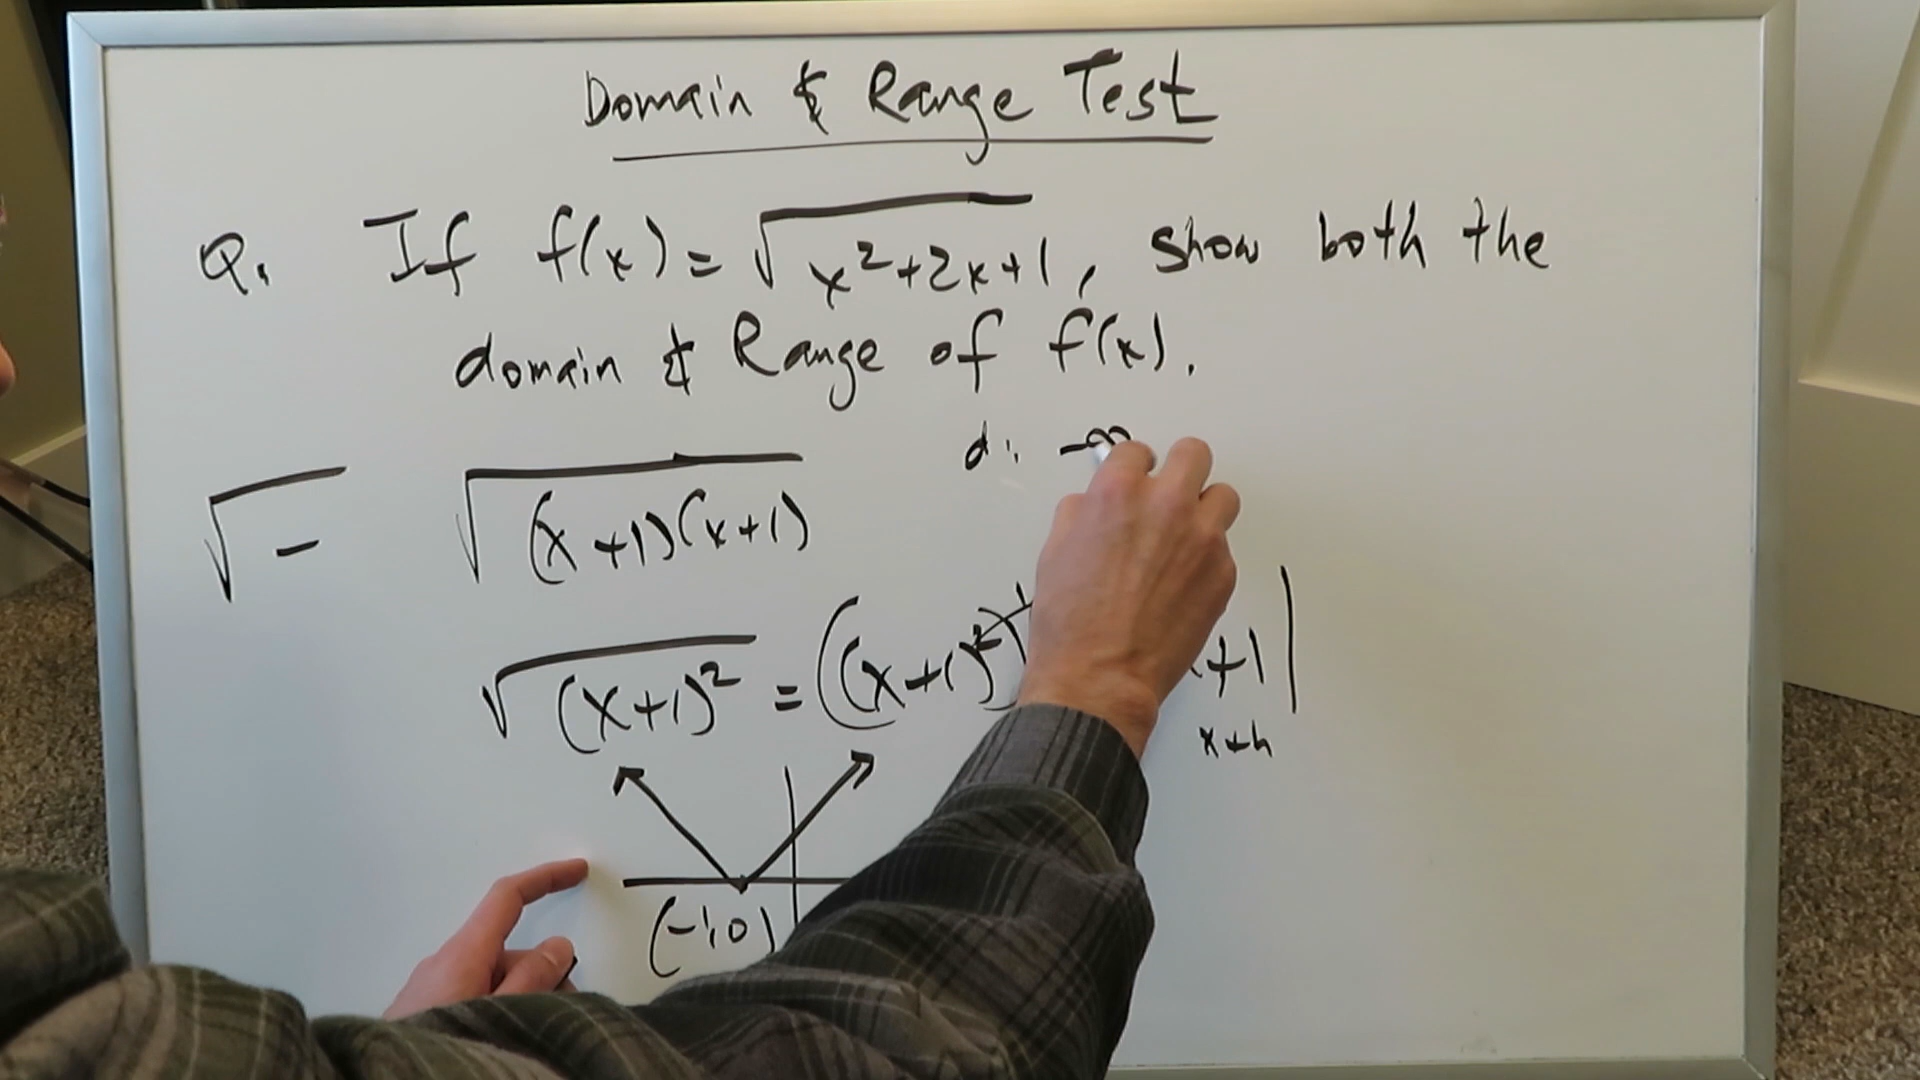 Domain & Range Test
Q. If f(x) = √x²+2x+1, show both the
domain & Range of f(x).
d: -∞
√- √(x+1)(x+1)
√(x+1)² = ((x+1)²)¹ +1|
x+h
(-1,0)